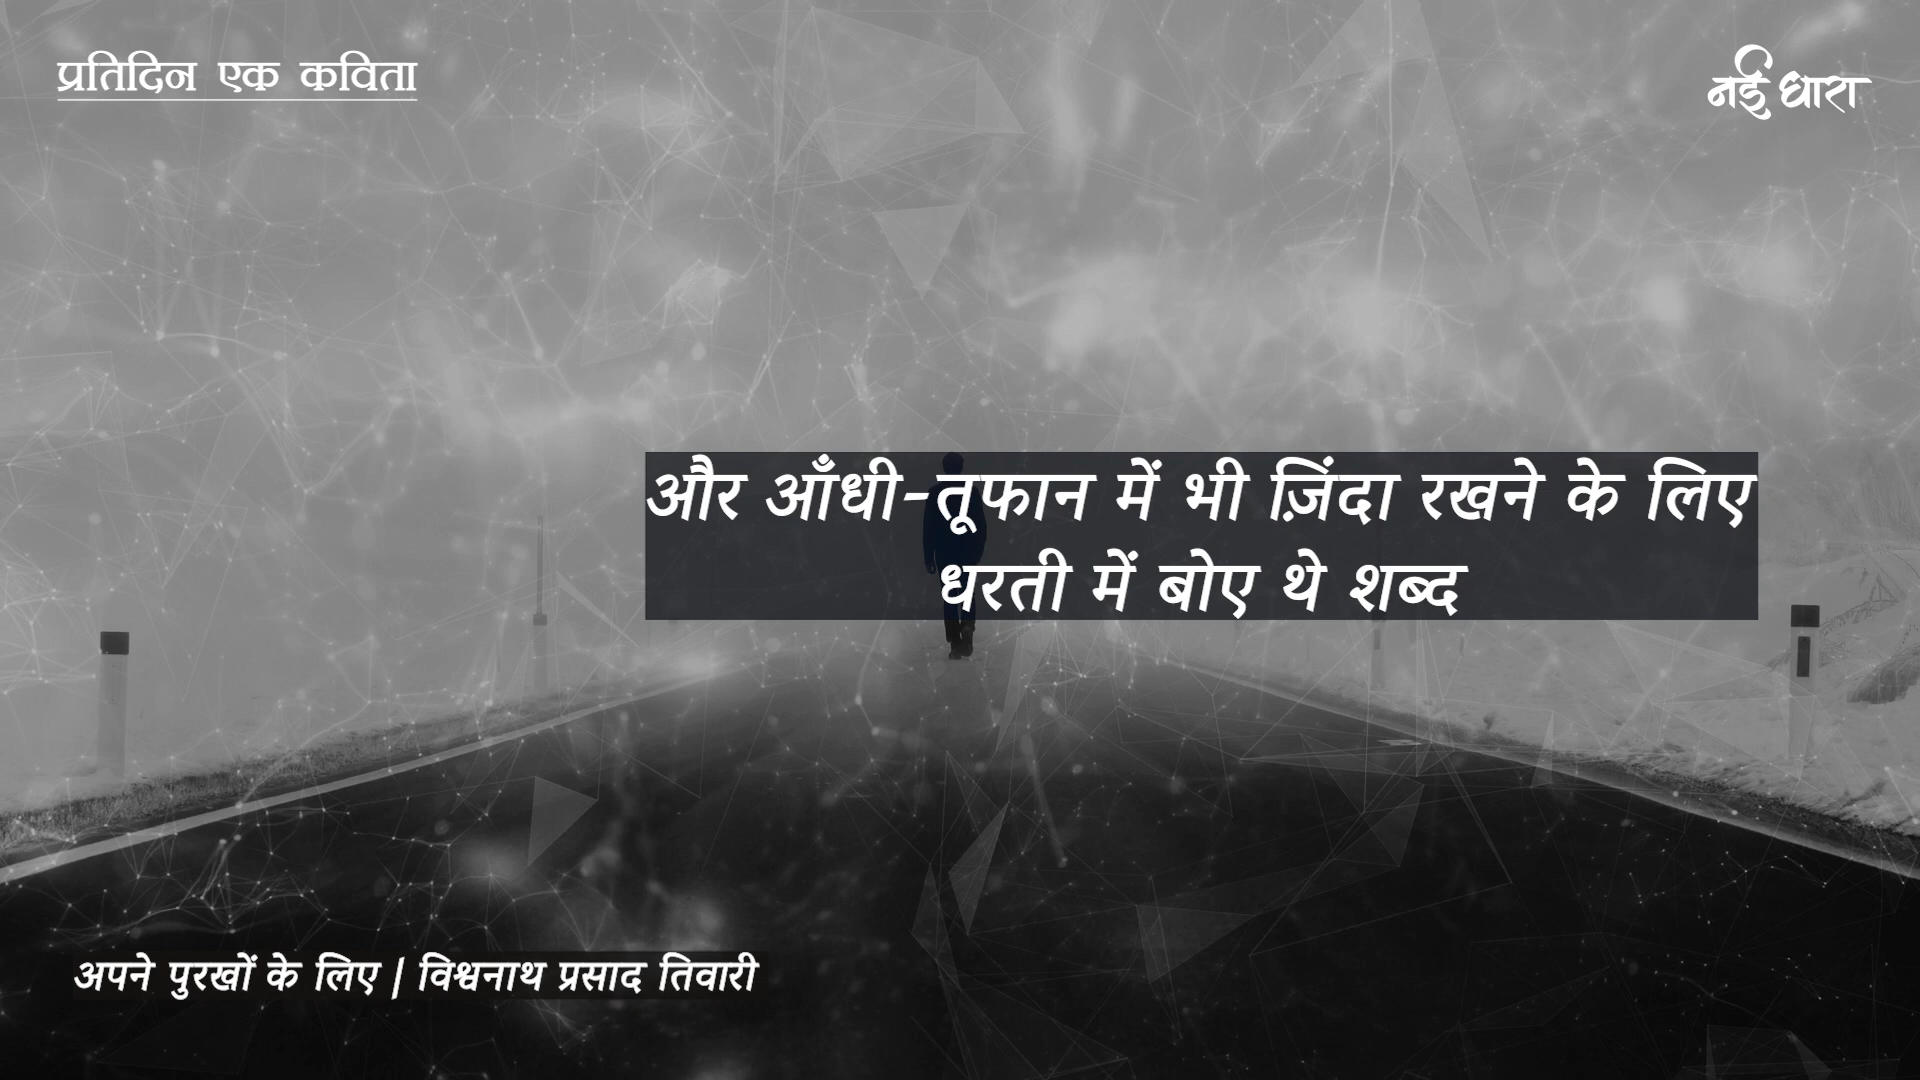 प्रतिदिन एक कविता
नई धारा
और आँधी-तूफान में भी ज़िंदा रखने के लिए
धरती में बोए थे शब्द
अपने पुरखों के लिए | विश्वनाथ प्रसाद तिवारी